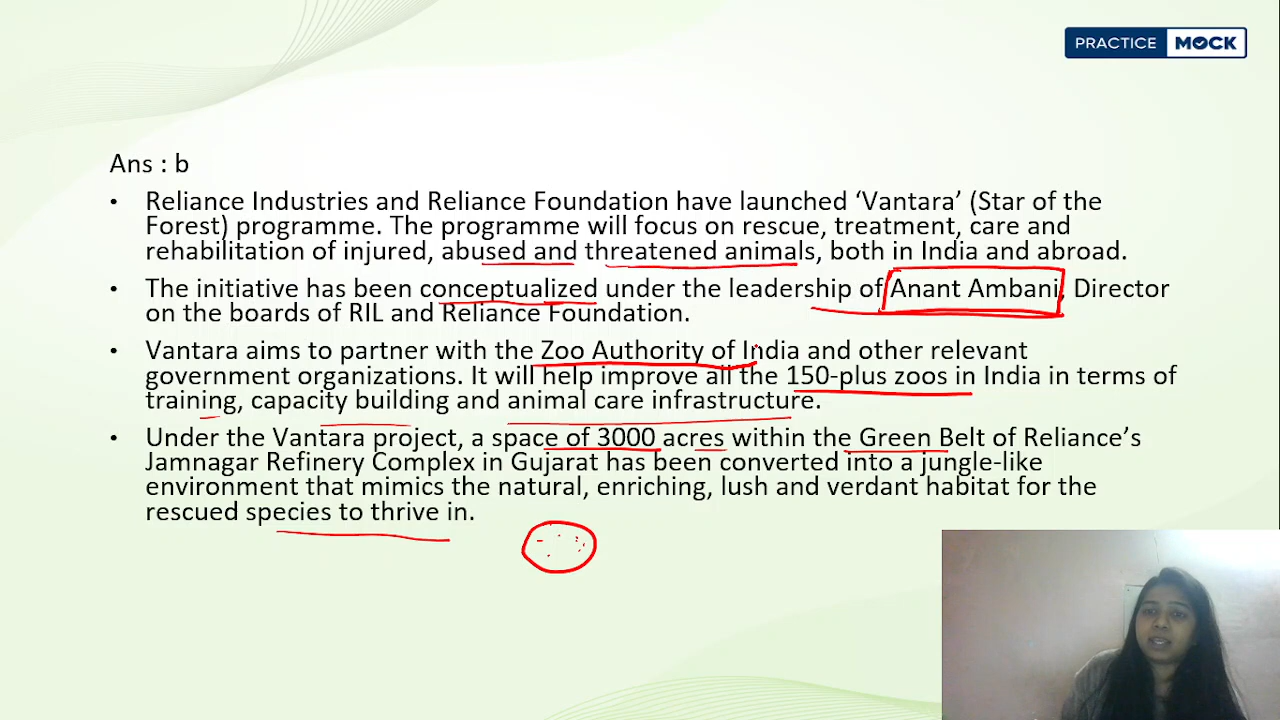 PRACTICE MOCK
Ans : b
• Reliance Industries and Reliance Foundation have launched ‘Vantara’ (Star of the
Forest) programme. The programme will focus on rescue, treatment, care and
rehabilitation of injured, abused and threatened animals, both in India and abroad.
• The initiative has been conceptualized under the leadership of Anant Ambani, Director
on the boards of RIL and Reliance Foundation.
• Vantara aims to partner with the Zoo Authority of India and other relevant
government organizations. It will help improve all the 150-plus zoos in India in terms of
training, capacity building and animal care infrastructure.
• Under the Vantara project, a space of 3000 acres within the Green Belt of Reliance’s
Jamnagar Refinery Complex in Gujarat has been converted into a jungle-like
environment that mimics the natural, enriching, lush and verdant habitat for the
rescued species to thrive in.